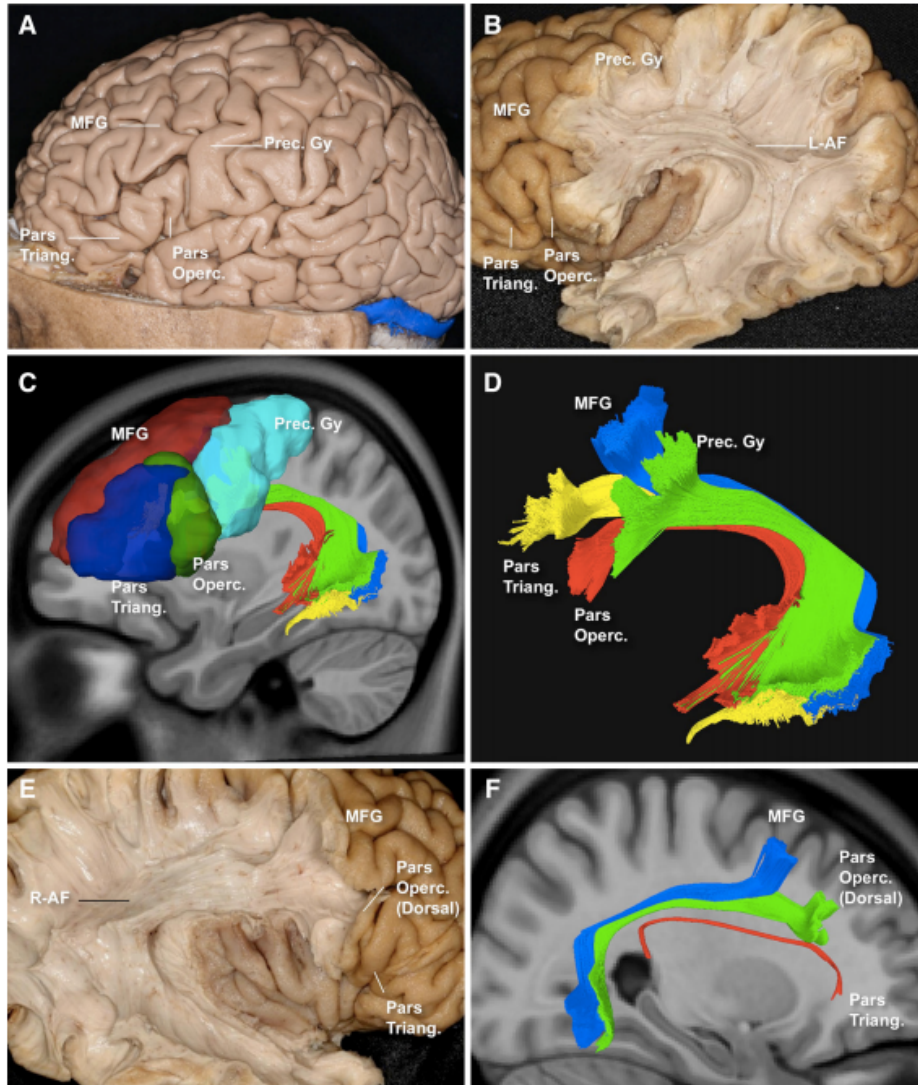 A
MFG
Prec. Gy
Pars
Triang.
Pars
Operc.
B
Prec. Gy
MFG
L-AF
Pars
Triang.
Pars
Operc.
C
MFG
Prec. Gy
Pars
Operc.
Pars
Triang.
D
MFG
Prec. Gy
Pars
Triang.
Pars
Operc.
E
R-AF
Pars
Operc.
(Dorsal)
Pars
Triang.
F
MFG
Pars
Operc.
(Dorsal)
Pars
Triang.